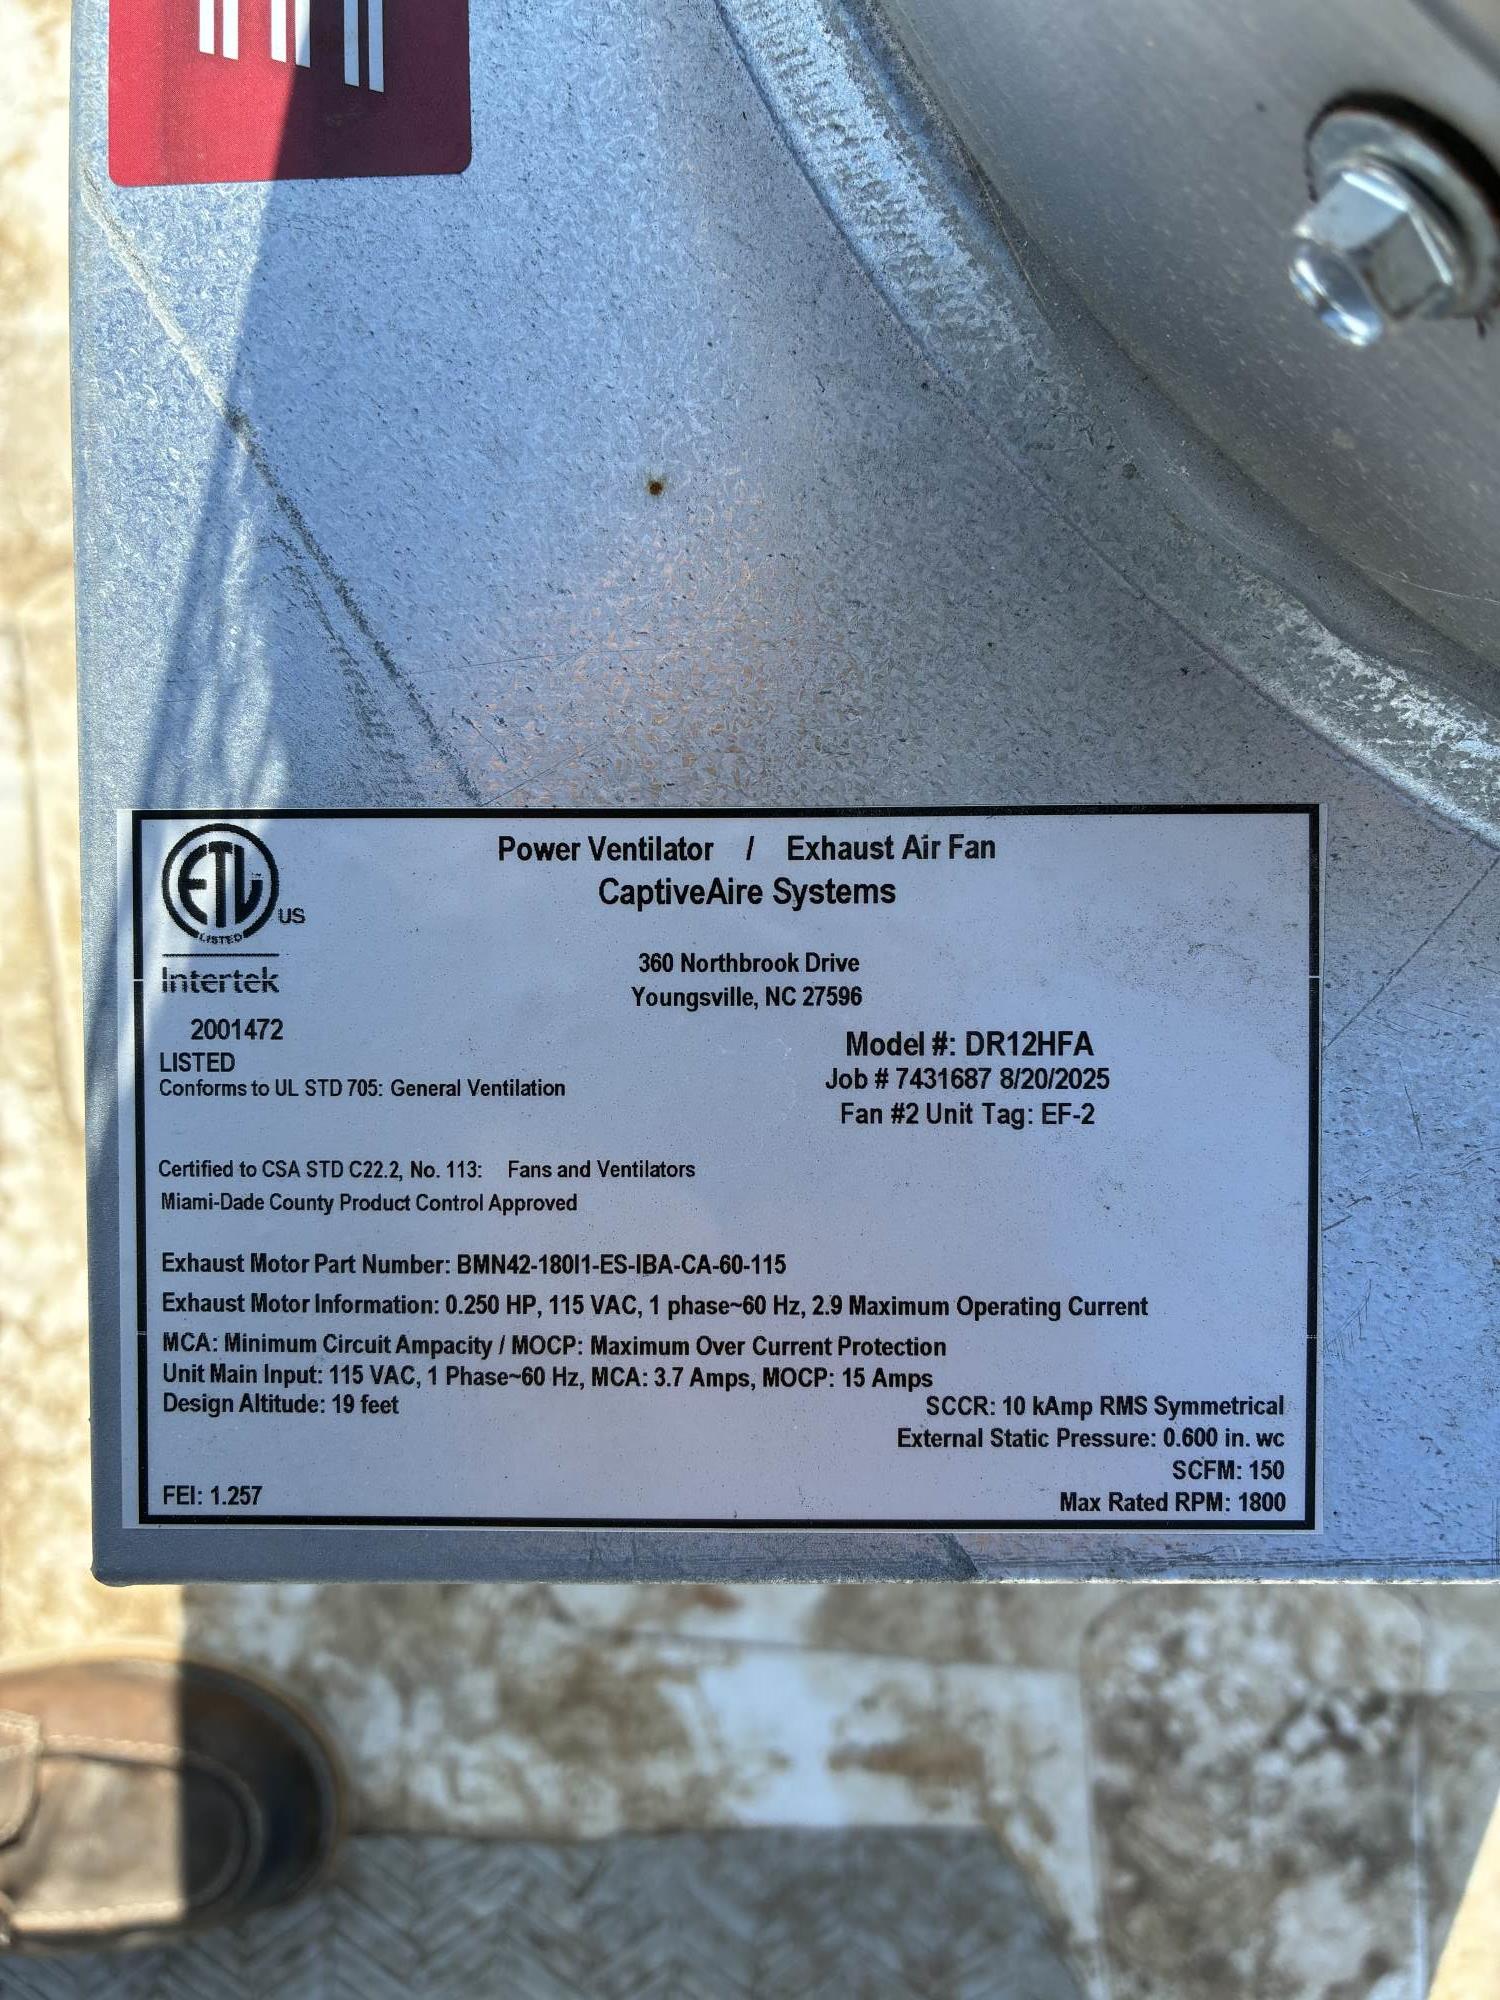 ETL
LISTED
US
Intertek
2001472
LISTED
Conforms to UL STD 705: General Ventilation
Power Ventilator / Exhaust Air Fan
CaptiveAire Systems
360 Northbrook Drive
Youngsville, NC 27596
Model #: DR12HFA
Job # 7431687 8/20/2025
Fan #2 Unit Tag: EF-2
Certified to CSA STD C22.2, No. 113: Fans and Ventilators
Miami-Dade County Product Control Approved
Exhaust Motor Part Number: BMN42-180I1-ES-IBA-CA-60-115
Exhaust Motor Information: 0.250 HP, 115 VAC, 1 phase~60 Hz, 2.9 Maximum Operating Current
MCA: Minimum Circuit Ampacity / MOCP: Maximum Over Current Protection
Unit Main Input: 115 VAC, 1 Phase~60 Hz, MCA: 3.7 Amps, MOCP: 15 Amps
Design Altitude: 19 feet
SCCR: 10 kAmp RMS Symmetrical
External Static Pressure: 0.600 in. wc
SCFM: 150
FEI: 1.257
Max Rated RPM: 1800